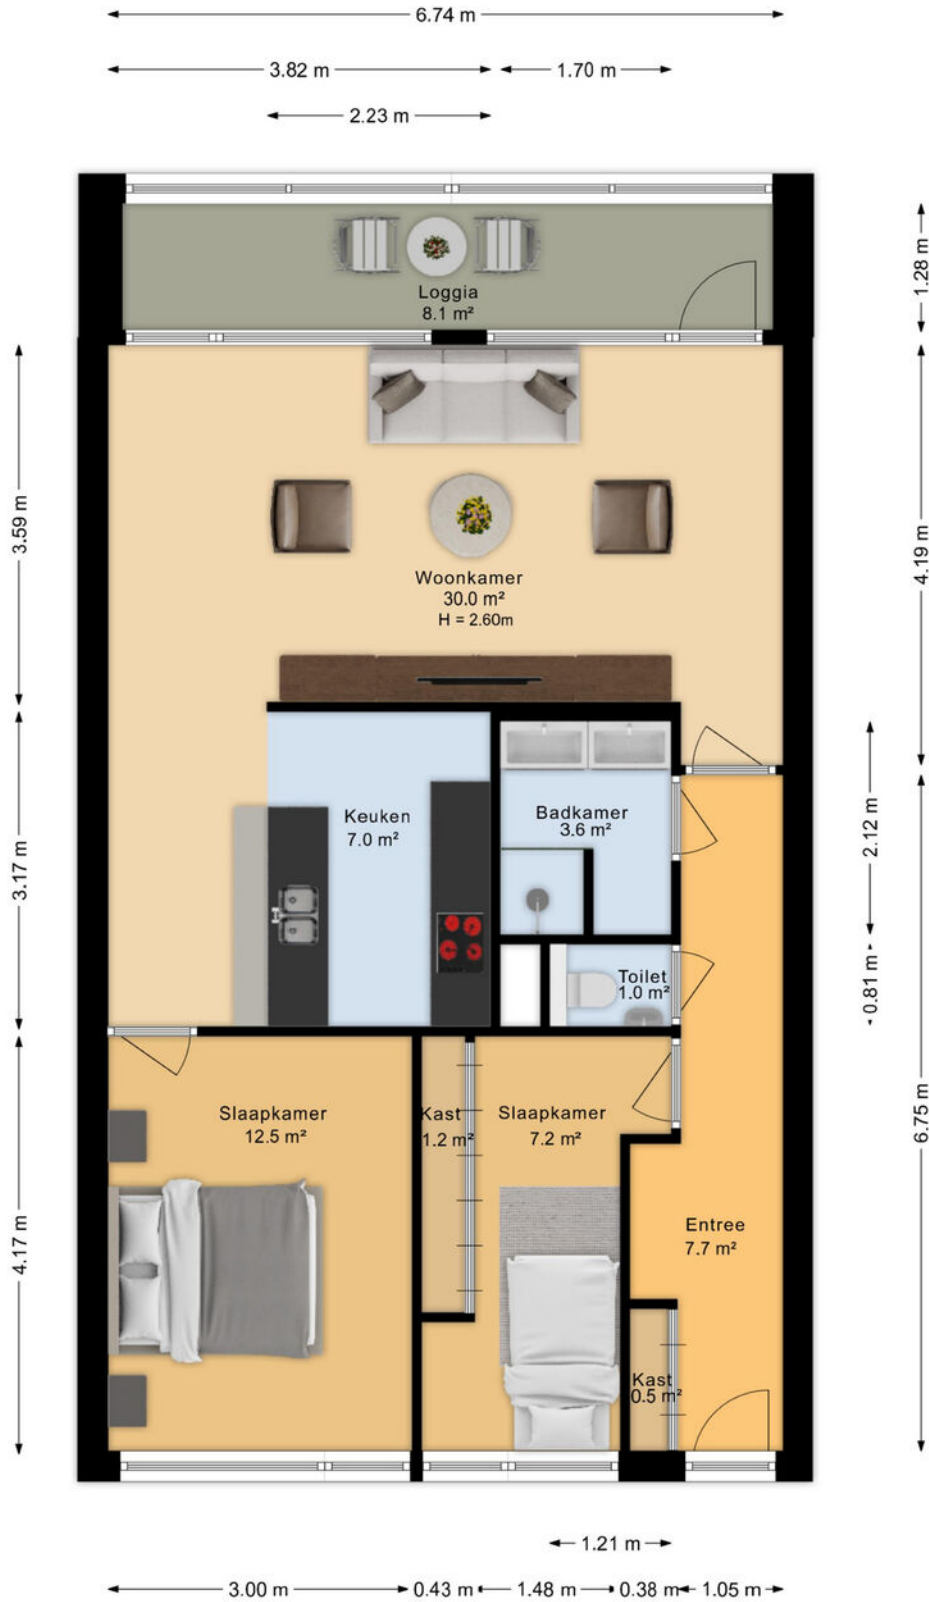 6.74 m
3.82 m
1.70 m
2.23 m
Loggia
8.1 m²
1.28 m
3.59 m
4.19 m
Woonkamer
30.0 m²
H = 2.60m
Keuken
7.0 m²
Badkamer
3.6 m²
3.17 m
2.12 m
Toilet
1.0 m²
0.81 m
Slaapkamer
12.5 m²
Kast
1.2 m²
Slaapkamer
7.2 m²
6.75 m
4.17 m
Entree
7.7 m²
Kast
0.5 m²
1.21 m
3.00 m
0.43 m
1.48 m
0.38 m
1.05 m